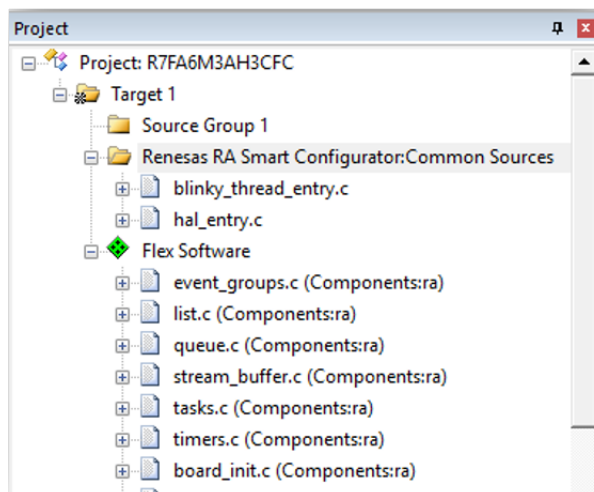 Project
Project: R7FA6M3AH3CFC
Target 1
Source Group 1
Renesas RA Smart Configurator:Common Sources
blinky_thread_entry.c
hal_entry.c
Flex Software
event_groups.c (Components:ra)
list.c (Components:ra)
queue.c (Components:ra)
stream_buffer.c (Components:ra)
tasks.c (Components:ra)
timers.c (Components:ra)
board_init.c (Components:ra)